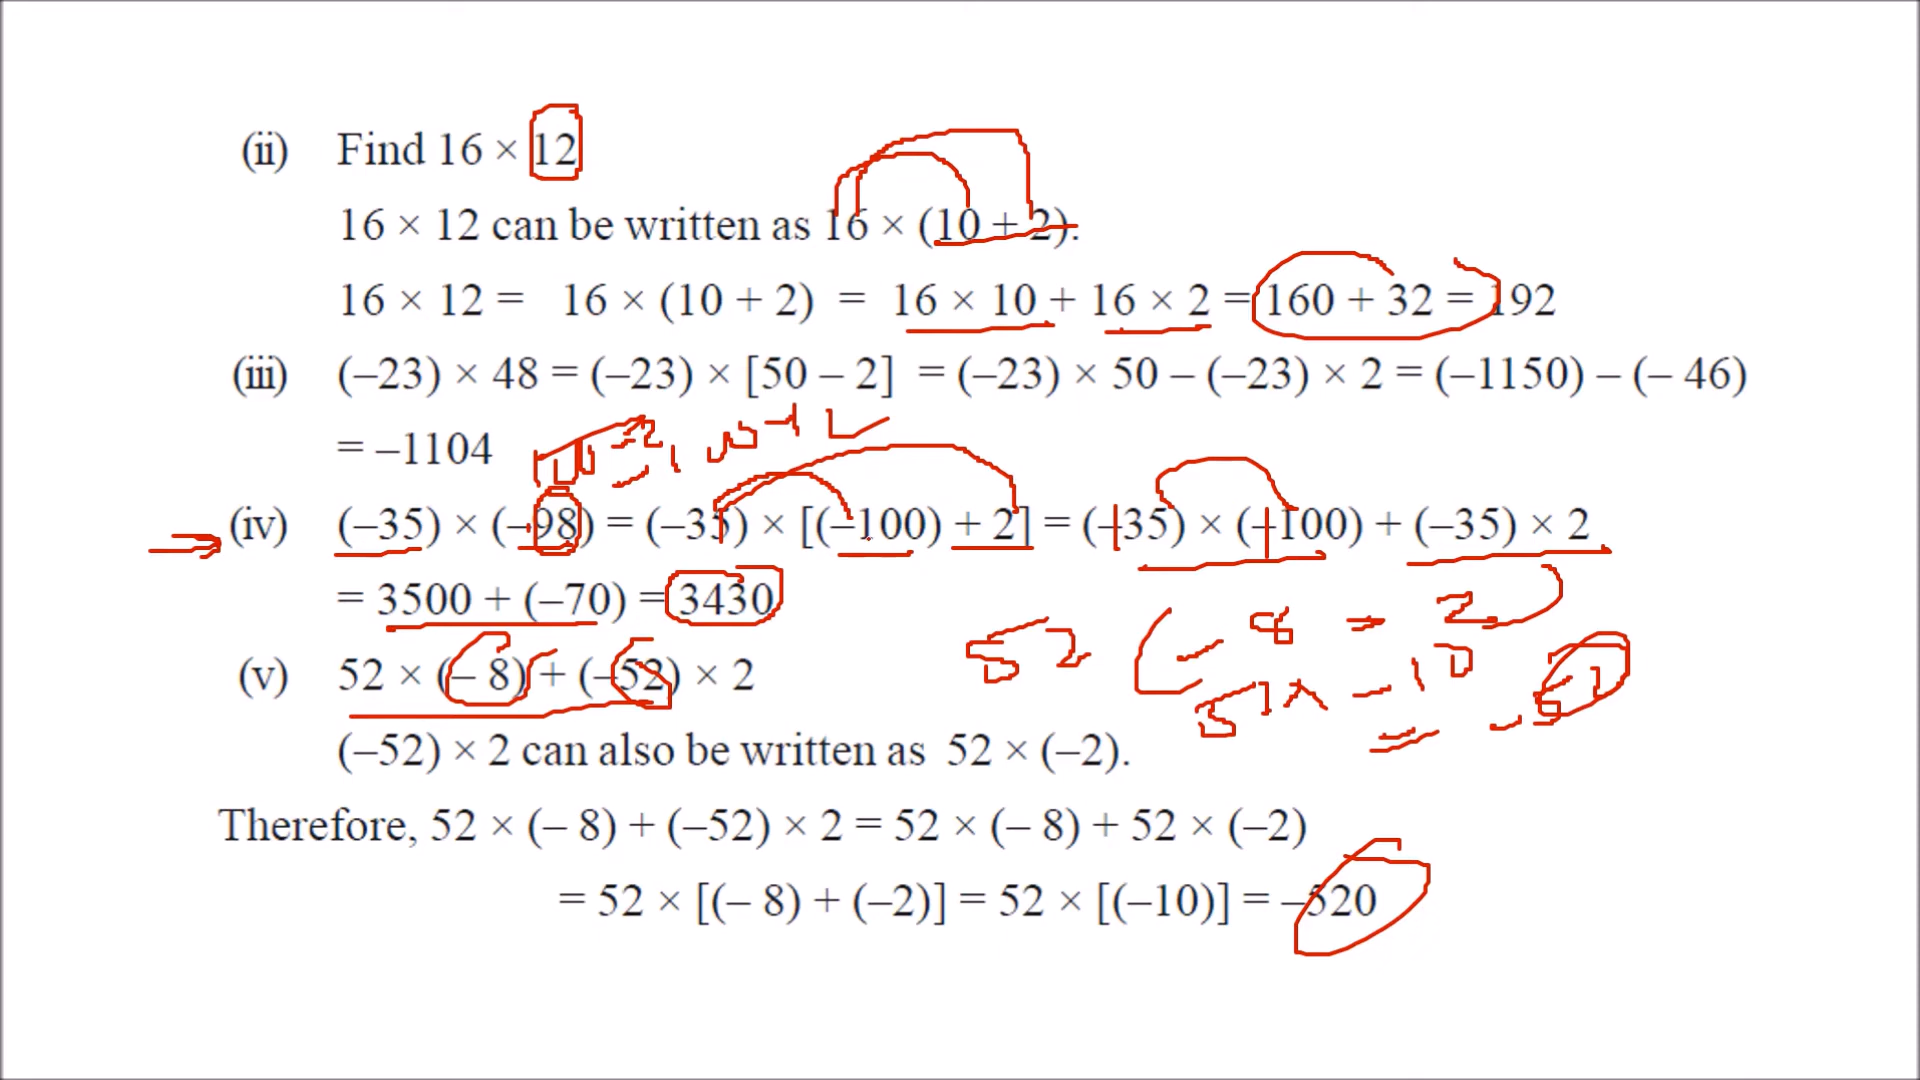 (ii) Find 16 × 12
16 × 12 can be written as 16 × (10 + 2).
16 × 12 = 16 × (10 + 2) = 16 × 10 + 16 × 2 = 160 + 32 = 192
(iii) (–23) × 48 = (–23) × [50 – 2] = (–23) × 50 – (–23) × 2 = (–1150) – (– 46)
= –1104
(iv) (–35) × (–98) = (–35) × [(–100) + 2] = (–35) × (–100) + (–35) × 2
= 3500 + (–70) = 3430
52 (– 8 – 2)
(v) 52 × (– 8) + (–52) × 2
(–52) × 2 can also be written as 52 × (–2).
Therefore, 52 × (– 8) + (–52) × 2 = 52 × (– 8) + 52 × (–2)
= 52 × [(– 8) + (–2)] = 52 × [(–10)] = –520